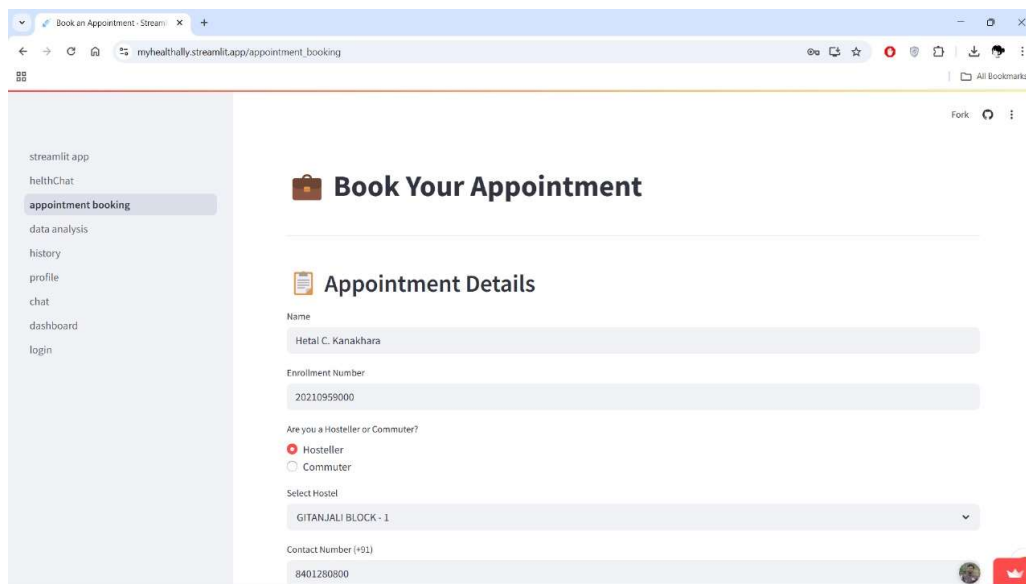 Book an Appointment · Stream
myhealthally.streamlit.app/appointment_booking
All Bookmarks
Fork
streamlit app
helthChat
appointment booking
data analysis
history
profile
chat
dashboard
login
Book Your Appointment
Appointment Details
Name
Hetal C. Kanakhara
Enrollment Number
20210959000
Are you a Hosteller or Commuter?
Hosteller
Commuter
Select Hostel
GITANJALI BLOCK - 1
Contact Number (+91)
8401280800